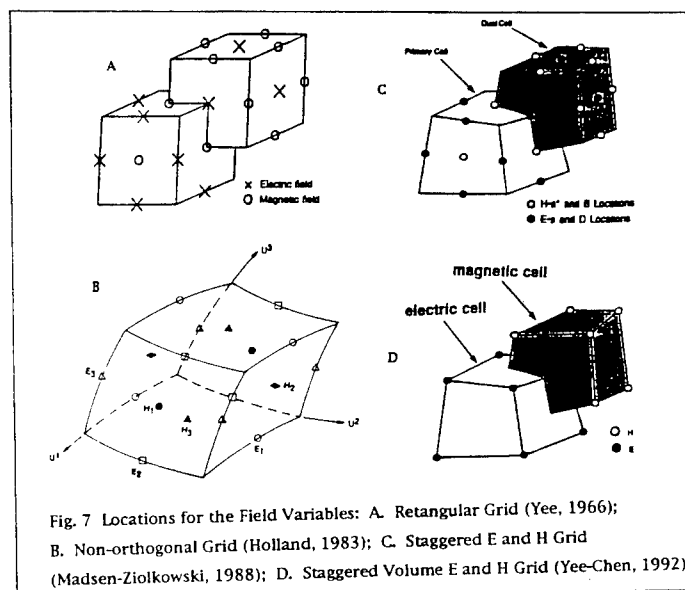 A
× Electric field
O Magnetic field
Primary Cell
Dual Cell
C
O H-s* and B Locations
● E-s and D Locations
B
U³
E₃
H₂
H₁
H₃
U²
U¹
E₂
E₁
magnetic cell
electric cell
D
O H
● E
Fig. 7 Locations for the Field Variables: A. Retangular Grid (Yee, 1966);
B. Non-orthogonal Grid (Holland, 1983); C. Staggered E and H Grid
(Madsen-Ziolkowski, 1988); D. Staggered Volume E and H Grid (Yee-Chen, 1992)